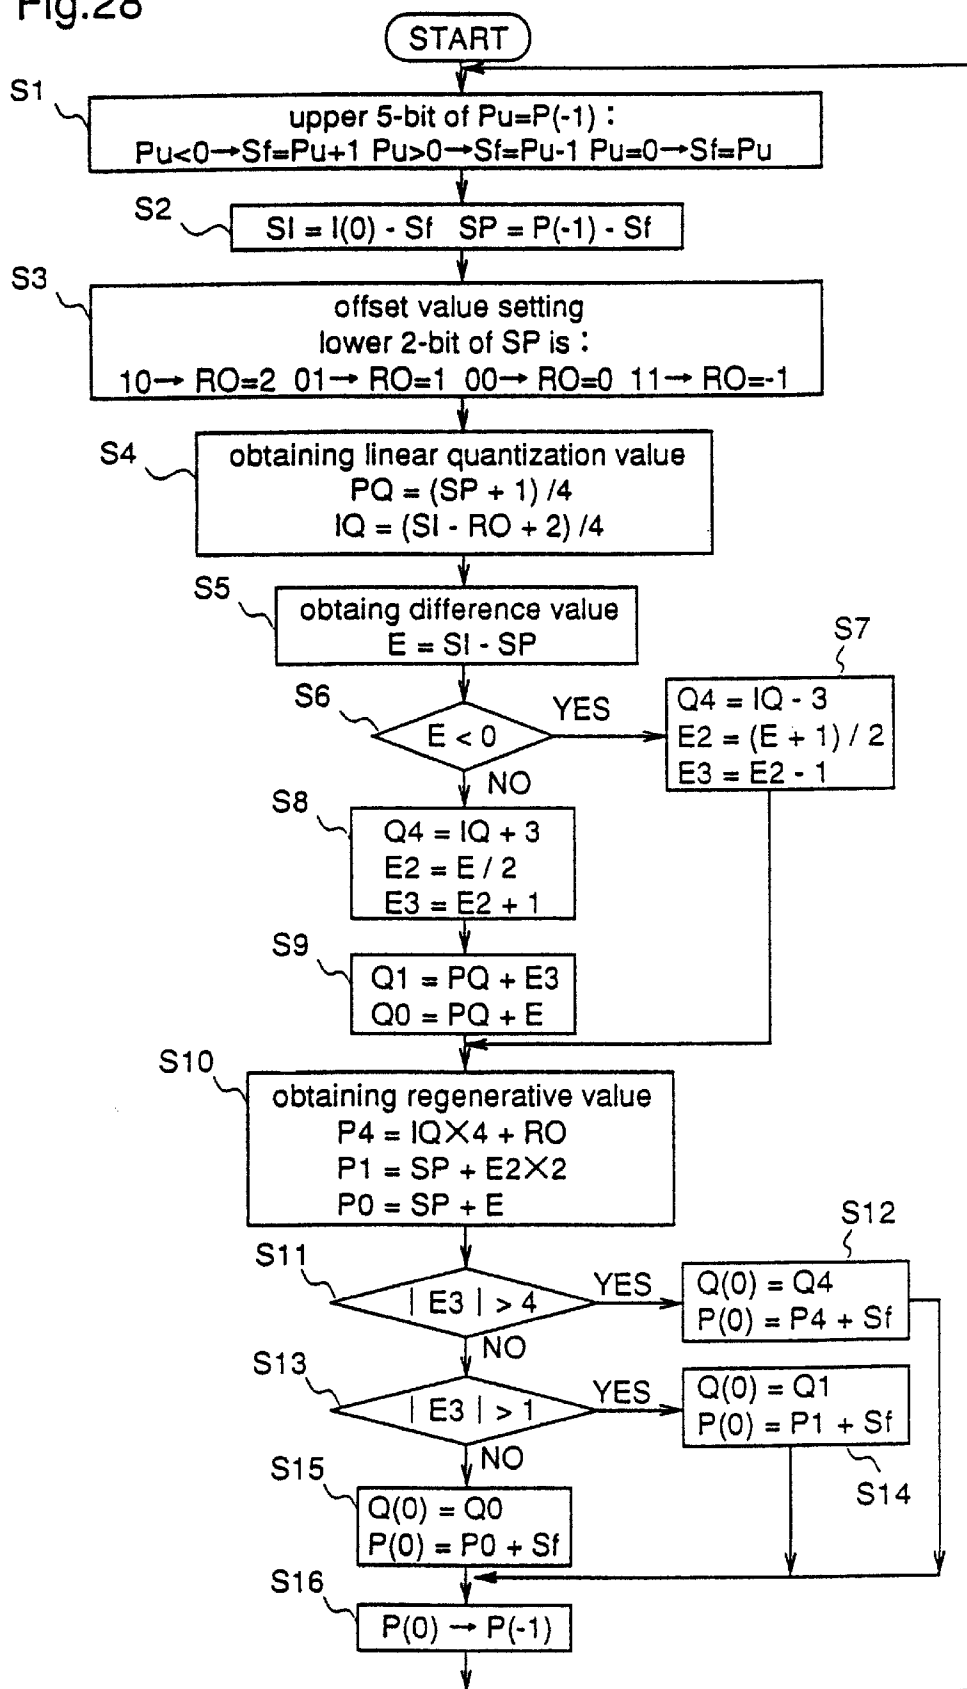 Fig.28
START
S1
upper 5-bit of Pu=P(-1) :
Pu<0→Sf=Pu+1 Pu>0→Sf=Pu-1 Pu=0→Sf=Pu
S2
SI = I(0) - Sf SP = P(-1) - Sf
S3
offset value setting
lower 2-bit of SP is :
10→ RO=2 01→ RO=1 00→ RO=0 11→ RO=-1
S4
obtaining linear quantization value
PQ = (SP + 1) /4
IQ = (SI - RO + 2) /4
S5
obtaing difference value
E = SI - SP
S6
E < 0
YES
NO
S7
Q4 = IQ - 3
E2 = (E + 1) / 2
E3 = E2 - 1
S8
Q4 = IQ + 3
E2 = E / 2
E3 = E2 + 1
S9
Q1 = PQ + E3
Q0 = PQ + E
S10
obtaining regenerative value
P4 = IQ×4 + RO
P1 = SP + E2×2
P0 = SP + E
S11
| E3 | > 4
YES
NO
S12
Q(0) = Q4
P(0) = P4 + Sf
S13
| E3 | > 1
YES
NO
Q(0) = Q1
P(0) = P1 + Sf
S14
S15
Q(0) = Q0
P(0) = P0 + Sf
S16
P(0) → P(-1)